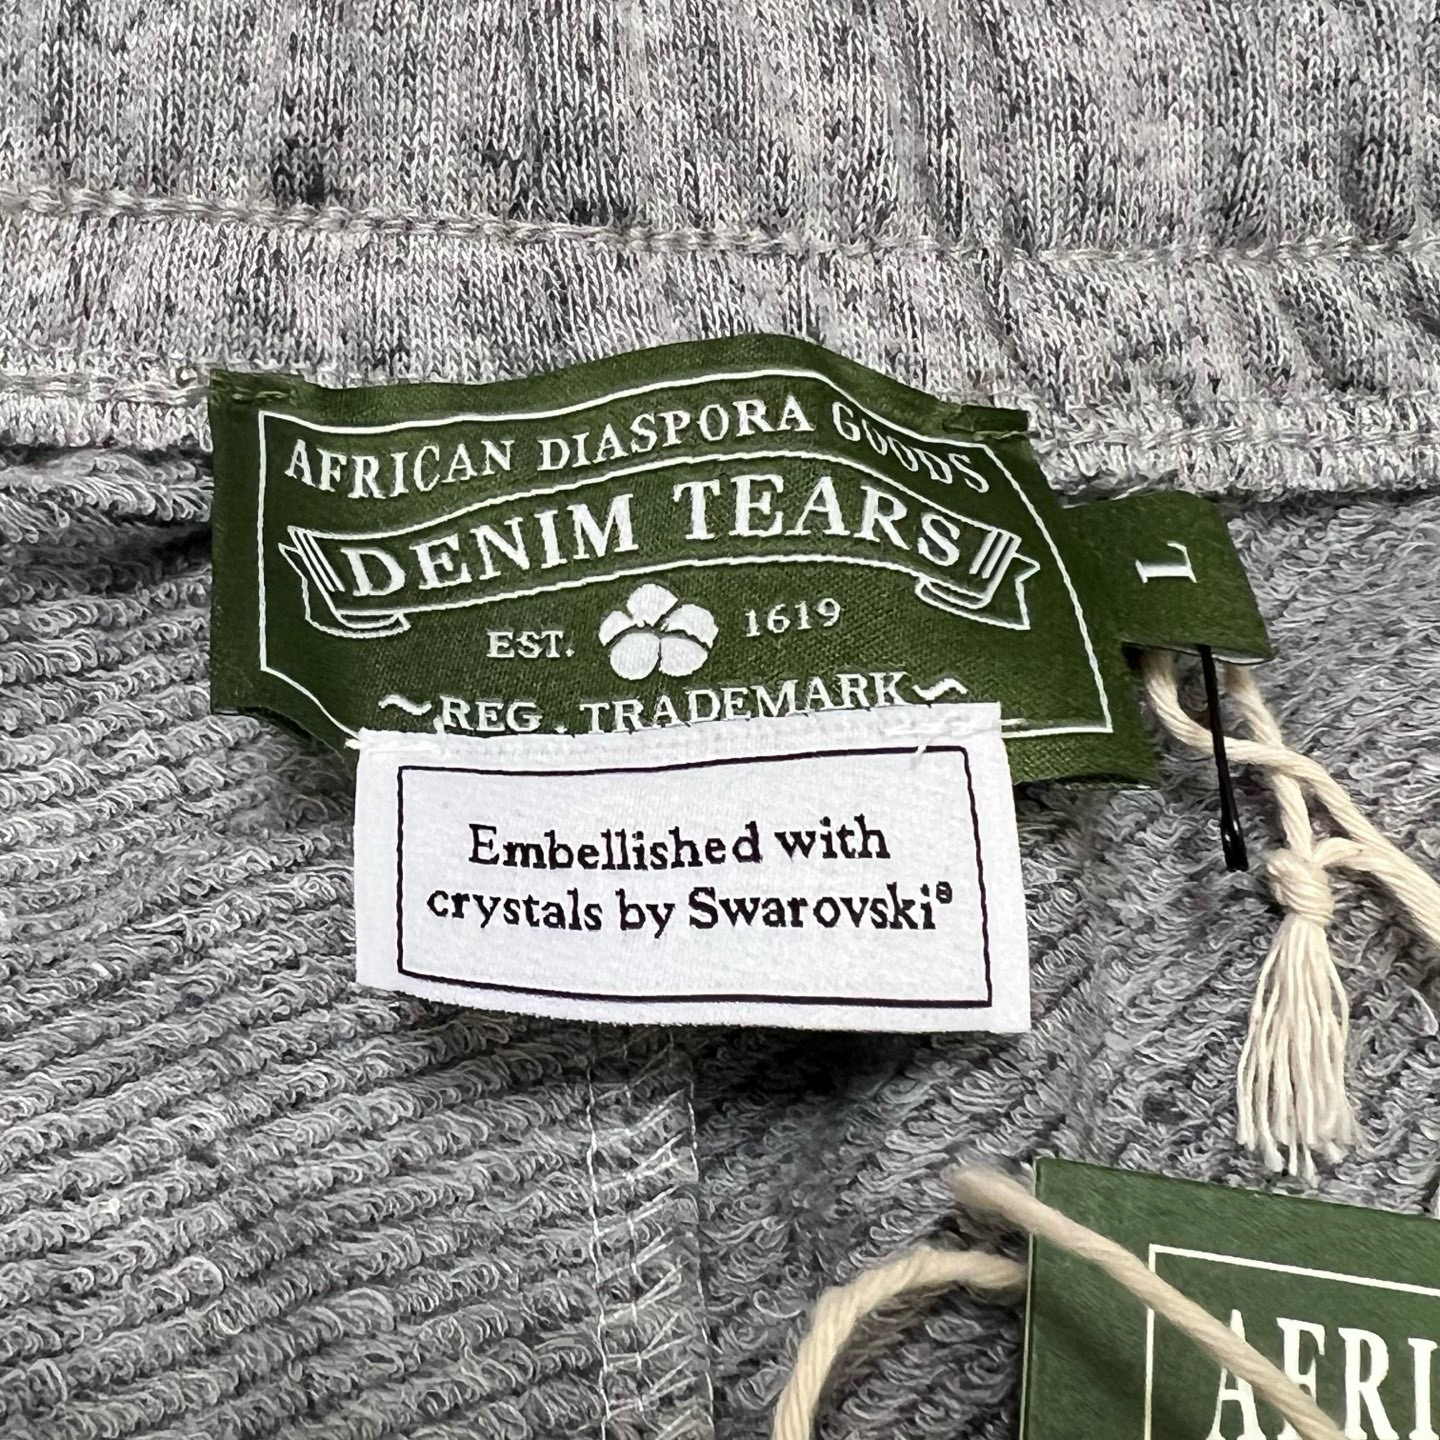 AFRICAN DIASPORA GOODS
DENIM TEARS
EST. 1619
~REG. TRADEMARK~
L
Embellished with
crystals by Swarovski®
AFRI